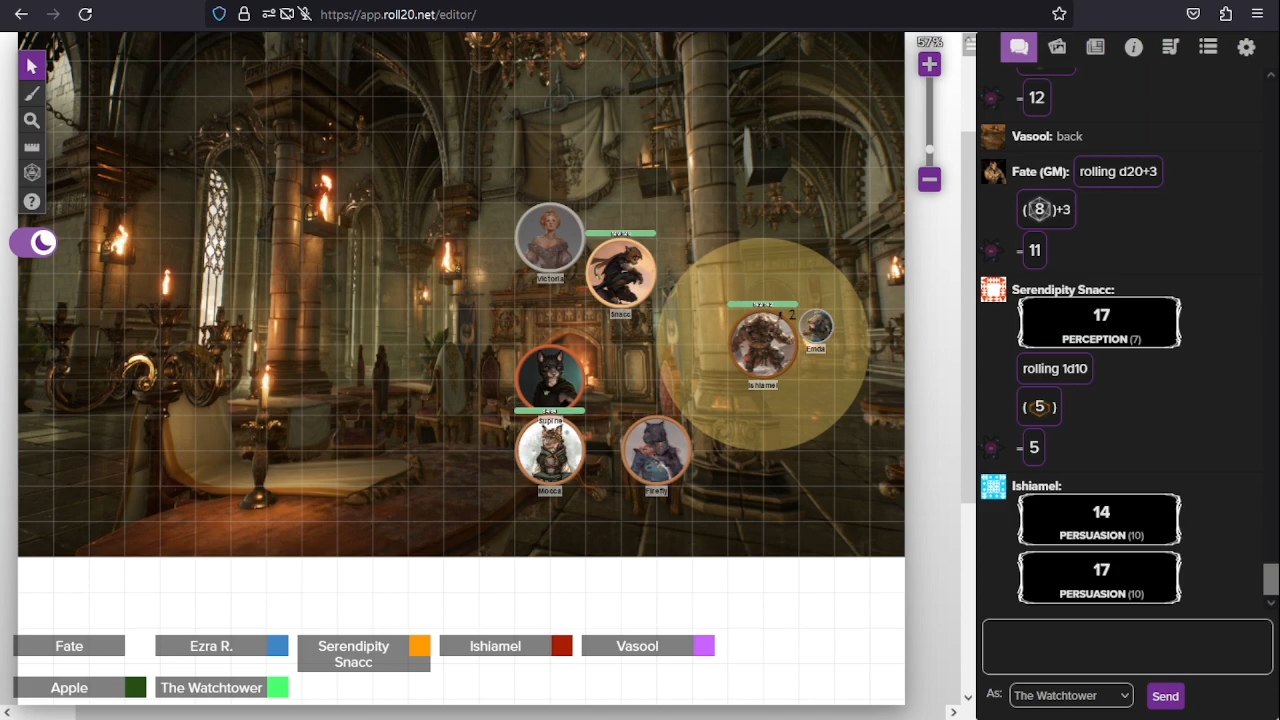 https://app.roll20.net/editor/
57%
12
=
Vasool: back
Fate (GM): rolling d20+3
(8)+3
=11
Serendipity Snacc:
17
PERCEPTION (7)
rolling 1d10
(5)
=5
Ishiamel:
14
PERSUASION (10)
17
PERSUASION (10)
Victoria
Snacc
2
Emda
Ishiamel
Supine
Mocca
Firefly
Fate
Ezra R.
Serendipity
Snacc
Ishiamel
Vasool
Apple
The Watchtower
As:
The Watchtower
Send